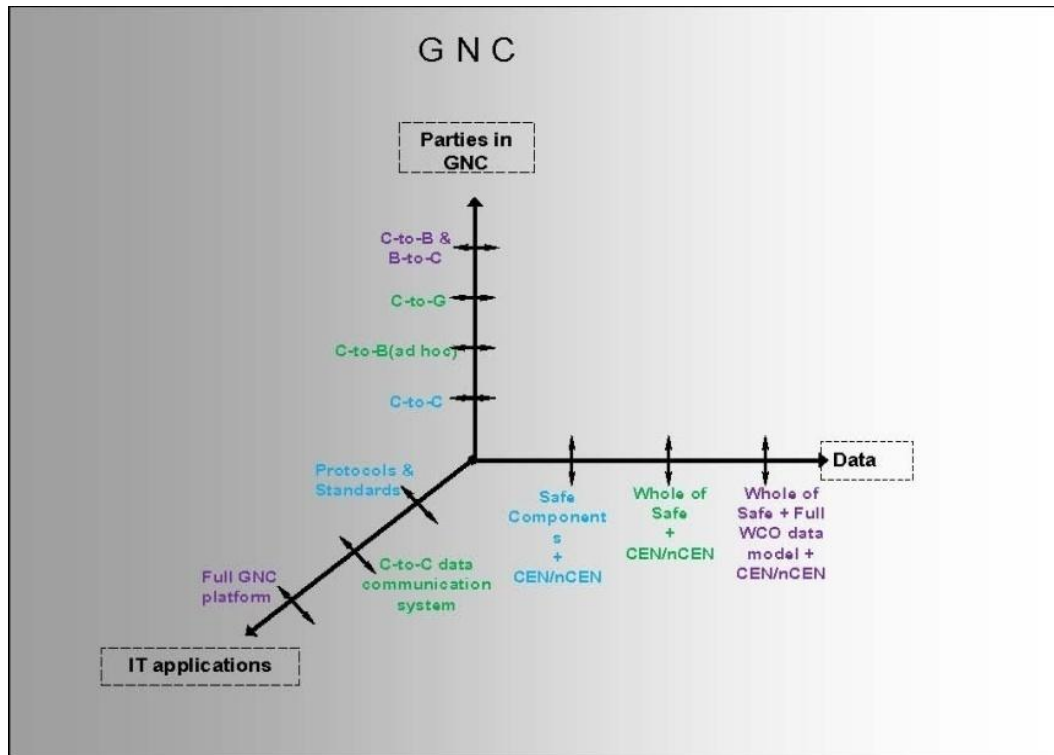 G N C
Parties in
GNC
C-to-B &
B-to-C
C-to-G
C-to-B(ad hoc)
C-to-C
Data
Safe
Component
s
+
CEN/nCEN
Whole of
Safe
+
CEN/nCEN
Whole of
Safe + Full
WCO data
model +
CEN/nCEN
Protocols &
Standards
C-to-C data
communication
system
Full GNC
platform
IT applications